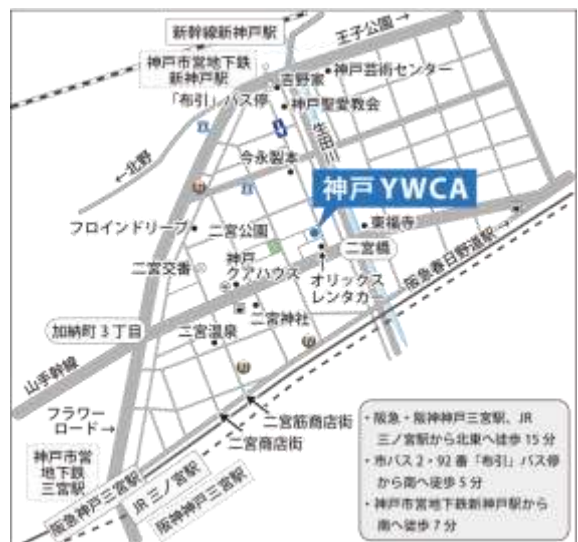 新幹線新神戸駅
王子公園→
神戸市営地下鉄
新神戸駅
吉野家
神戸芸術センター
「布引」バス停
神戸聖愛教会
生田川
←北野
今永製本
神戸 YWCA
フロインドリーブ
二宮公園
東福寺
二宮橋
二宮交番
神戸
クアハウス
オリックス
レンタカー
阪急春日野道駅→
加納町 3 丁目
二宮神社
二宮温泉
山手幹線
フラワー
ロード→
二宮筋商店街
二宮商店街
神戸市営
地下鉄
三宮駅
阪急神戸三宮駅
JR 三ノ宮駅
阪神神戸三宮駅
・阪急・阪神神戸三宮駅、JR
三ノ宮駅から北東へ徒歩 15 分
・市バス 2・92 番「布引」バス停
から南へ徒歩 5 分
・神戸市営地下鉄新神戸駅から
南へ徒歩 7 分